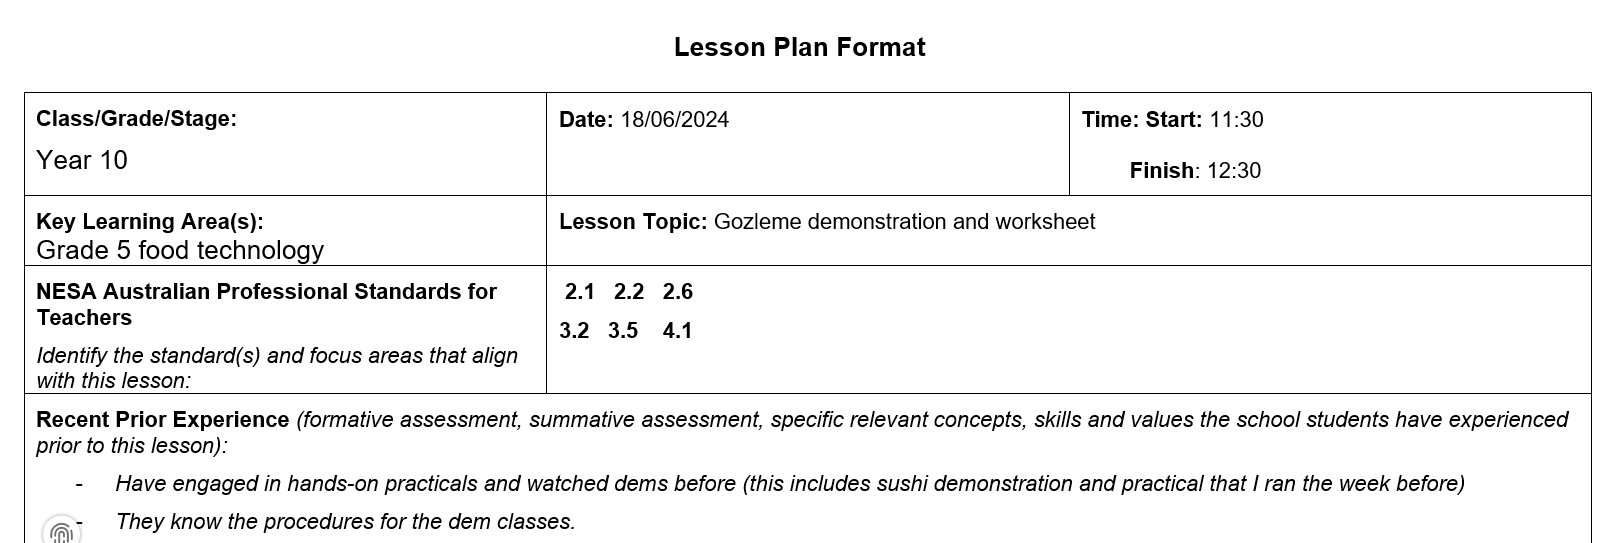 Lesson Plan Format
Class/Grade/Stage:
Year 10
Date: 18/06/2024
Time: Start: 11:30
Finish: 12:30
Key Learning Area(s):
Grade 5 food technology
Lesson Topic: Gozleme demonstration and worksheet
NESA Australian Professional Standards for
Teachers
Identify the standard(s) and focus areas that align
with this lesson:
2.1 2.2 2.6
3.2 3.5 4.1
Recent Prior Experience (formative assessment, summative assessment, specific relevant concepts, skills and values the school students have experienced
prior to this lesson):
- Have engaged in hands-on practicals and watched dems before (this includes sushi demonstration and practical that I ran the week before)
- They know the procedures for the dem classes.